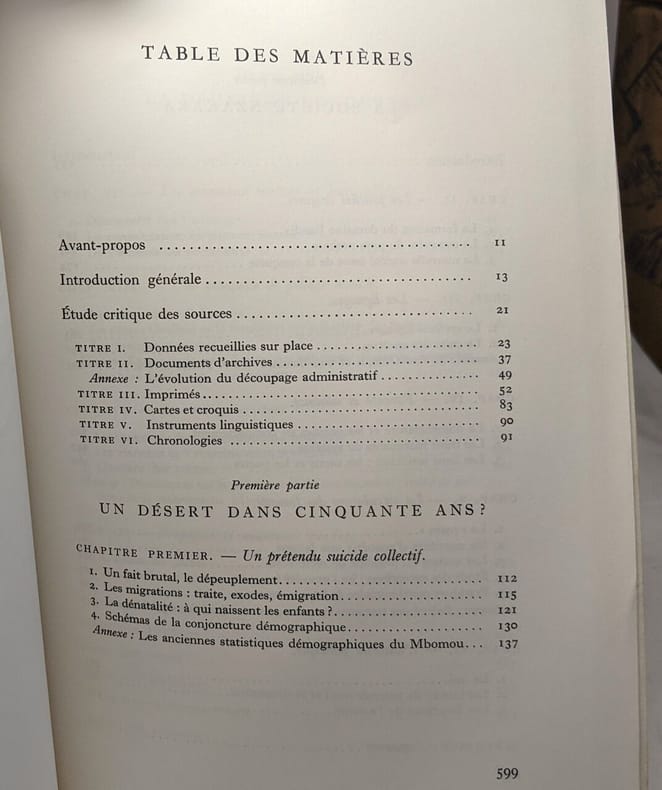 TABLE DES MATIÈRES
Avant-propos ........................................ 11
Introduction générale ................................... 13
Étude critique des sources ............................... 21
TITRE I. Données recueillies sur place ........................ 23
TITRE II. Documents d'archives ............................ 37
Annexe : L'évolution du découpage administratif ............. 49
TITRE III. Imprimés ..................................... 52
TITRE IV. Cartes et croquis ................................ 83
TITRE V. Instruments linguistiques ......................... 90
TITRE VI. Chronologies .................................. 91
Première partie
UN DÉSERT DANS CINQUANTE ANS ?
CHAPITRE PREMIER. — Un prétendu suicide collectif.
1. Un fait brutal, le dépeuplement ............................ 112
2. Les migrations : traite, exodes, émigration ................... 115
3. La dénatalité : à qui naissent les enfants ? .................... 121
4. Schémas de la conjoncture démographique .................. 130
Annexe : Les anciennes statistiques démographiques du Mbomou ... 137
599